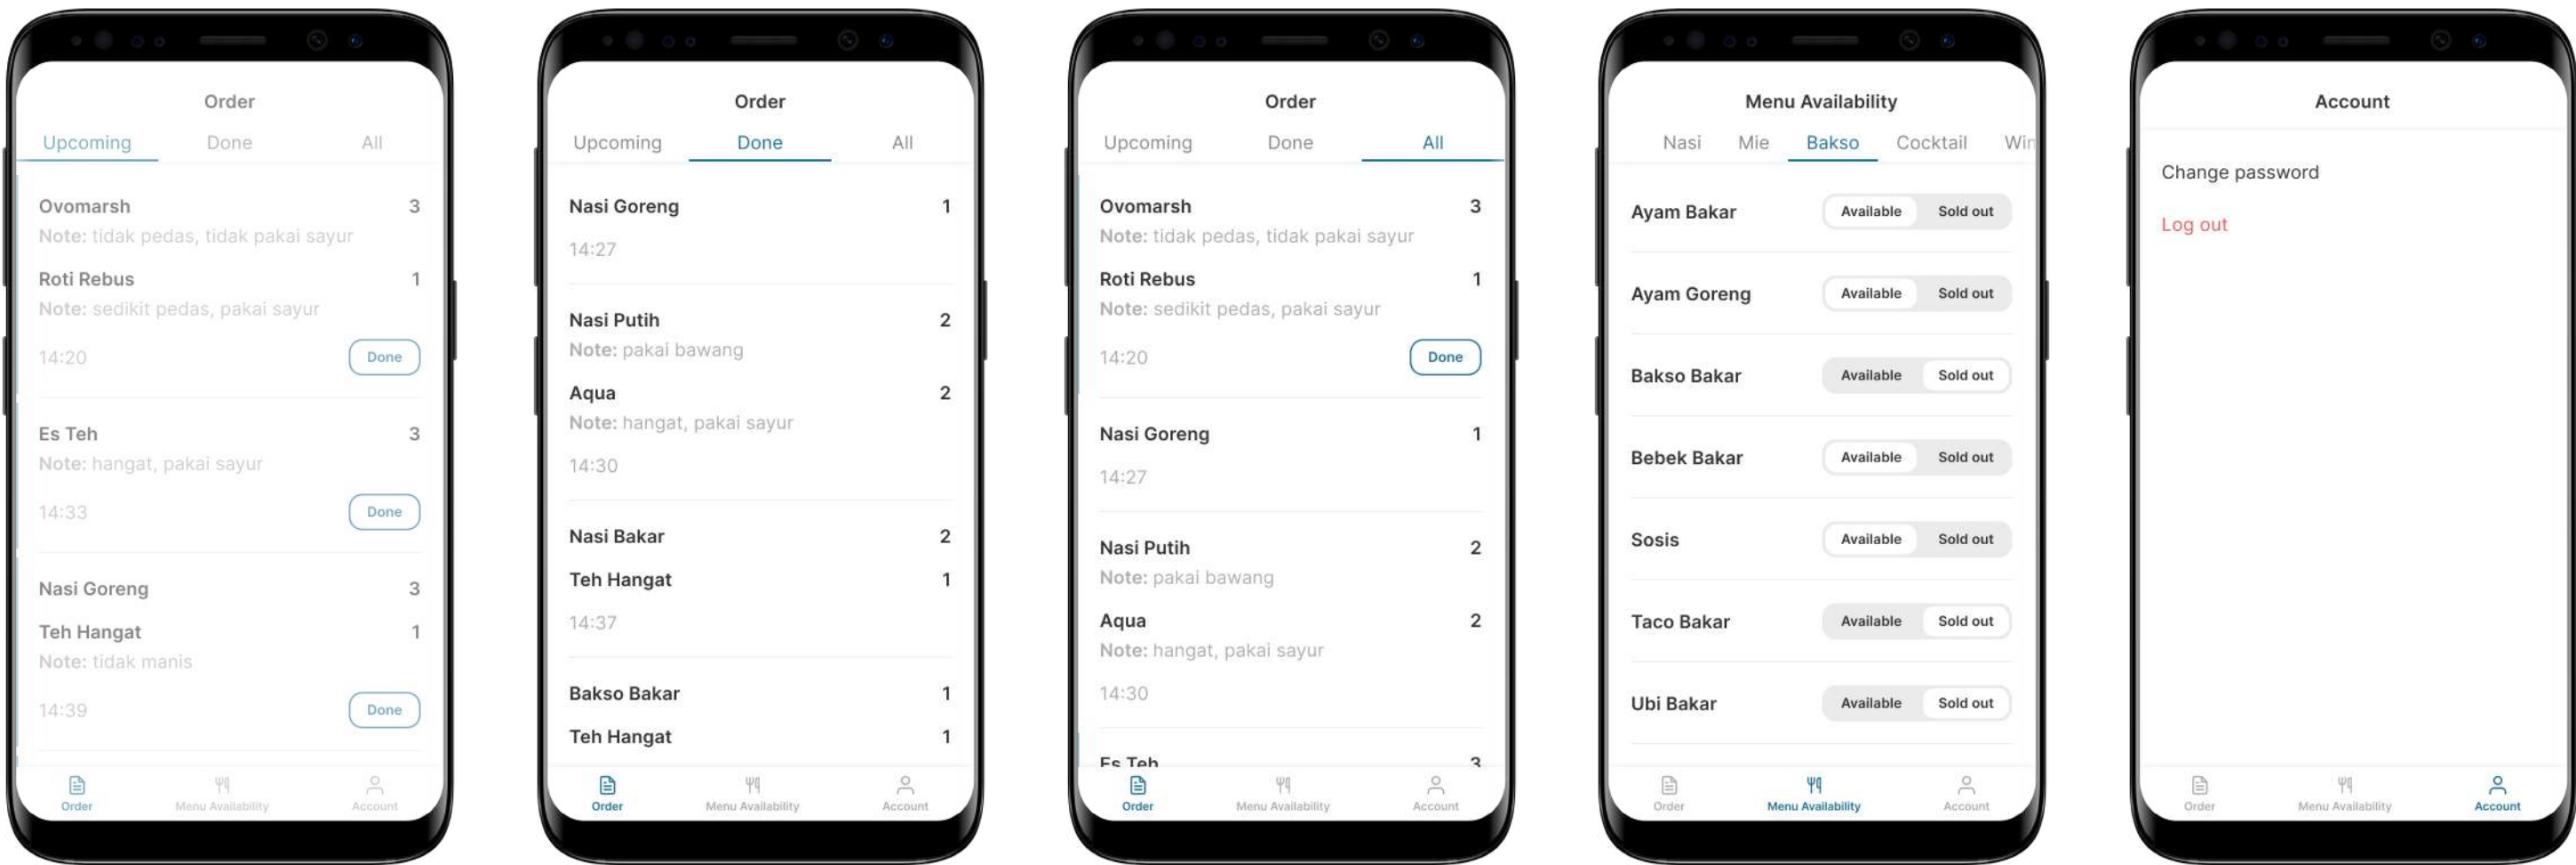 Order
Upcoming Done All
Ovomarsh 3
Note: tidak pedas, tidak pakai sayur
Roti Rebus 1
Note: sedikit pedas, pakai sayur
14:20 Done
Es Teh 3
Note: hangat, pakai sayur
14:33 Done
Nasi Goreng 3
Teh Hangat 1
Note: tidak manis
14:39 Done
Order Menu Availability Account
Order
Upcoming Done All
Nasi Goreng 1
14:27
Nasi Putih 2
Note: pakai bawang
Aqua 2
Note: hangat, pakai sayur
14:30
Nasi Bakar 2
Teh Hangat 1
14:37
Bakso Bakar 1
Teh Hangat 1
Order Menu Availability Account
Order
Upcoming Done All
Ovomarsh 3
Note: tidak pedas, tidak pakai sayur
Roti Rebus 1
Note: sedikit pedas, pakai sayur
14:20 Done
Nasi Goreng 1
14:27
Nasi Putih 2
Note: pakai bawang
Aqua 2
Note: hangat, pakai sayur
14:30
Es Teh 3
Order Menu Availability Account
Menu Availability
Nasi Mie Bakso Cocktail Win
Ayam Bakar Available Sold out
Ayam Goreng Available Sold out
Bakso Bakar Available Sold out
Bebek Bakar Available Sold out
Sosis Available Sold out
Taco Bakar Available Sold out
Ubi Bakar Available Sold out
Order Menu Availability Account
Account
Change password
Log out
Order Menu Availability Account